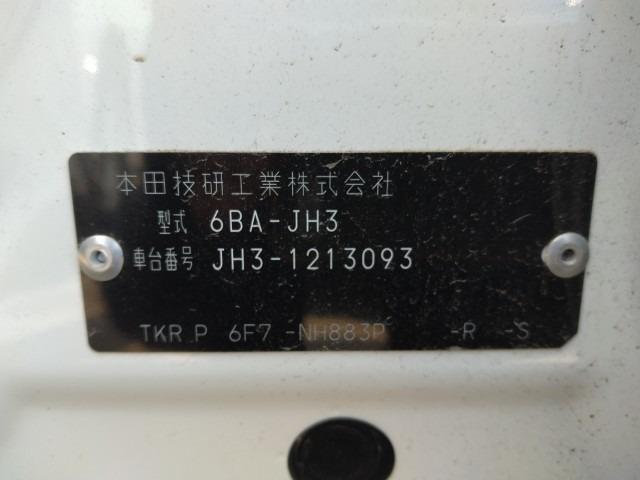 本田技研工業株式会社
型式 6BA-JH3
車台番号 JH3-1213093
TKR P 6F7 -NH883P -R -S